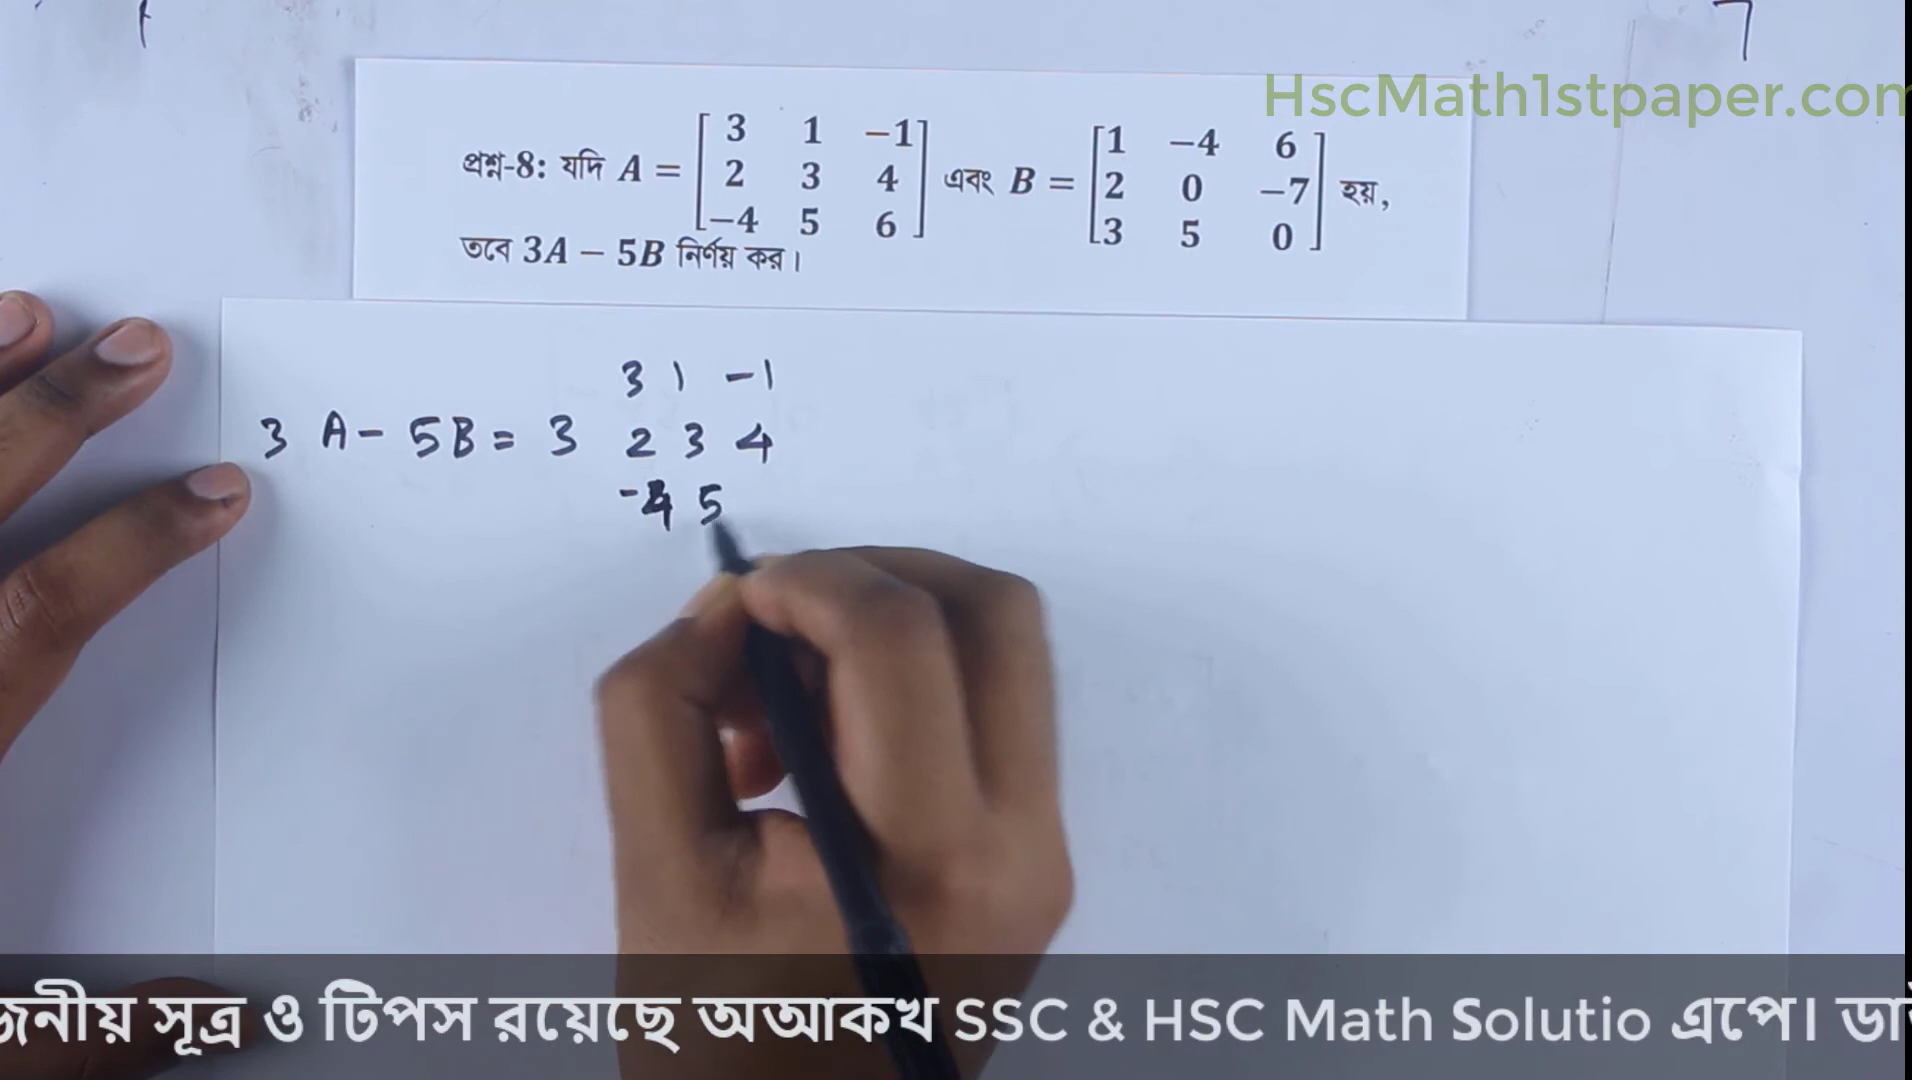 HscMath1stpaper.com
প্রশ্ন-8: যদি A = [3 1 −1
2 3 4
−4 5 6] এবং B = [1 −4 6
2 0 −7
3 5 0] হয়,
তবে 3A − 5B নির্ণয় কর।
3 1 -1
3 A - 5B = 3 2 3 4
-4 5
সূত্র ও টিপস রয়েছে অআকখ SSC & HSC Math Solutio এপে।